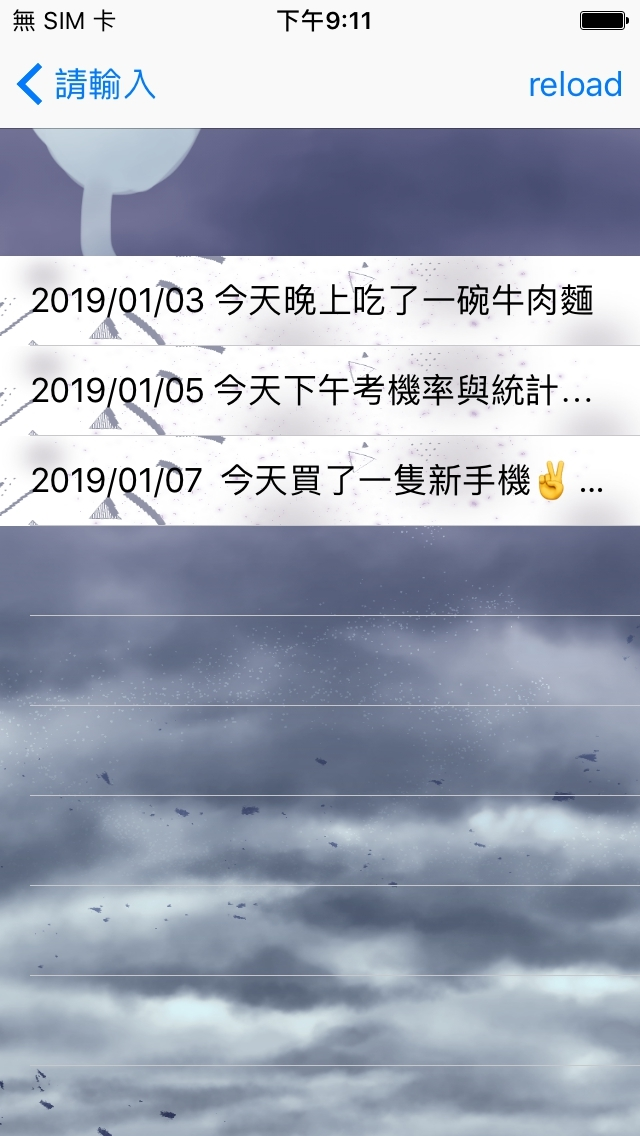 無 SIM 卡
下午9:11
請輸入
reload
2019/01/03 今天晚上吃了一碗牛肉麵
2019/01/05 今天下午考機率與統計…
2019/01/07  今天買了一隻新手機✌️ ...